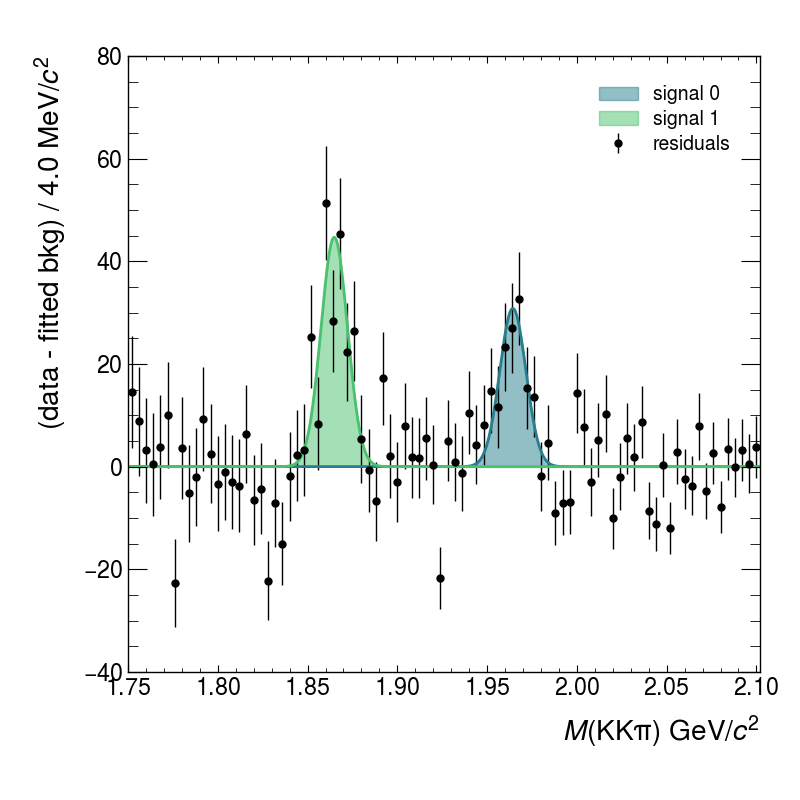 (data - fitted bkg) / 4.0 MeV/c²
80
60
40
20
0
−20
−40
signal 0
signal 1
residuals
1.75 1.80 1.85 1.90 1.95 2.00 2.05 2.10
M(KKπ) GeV/c²